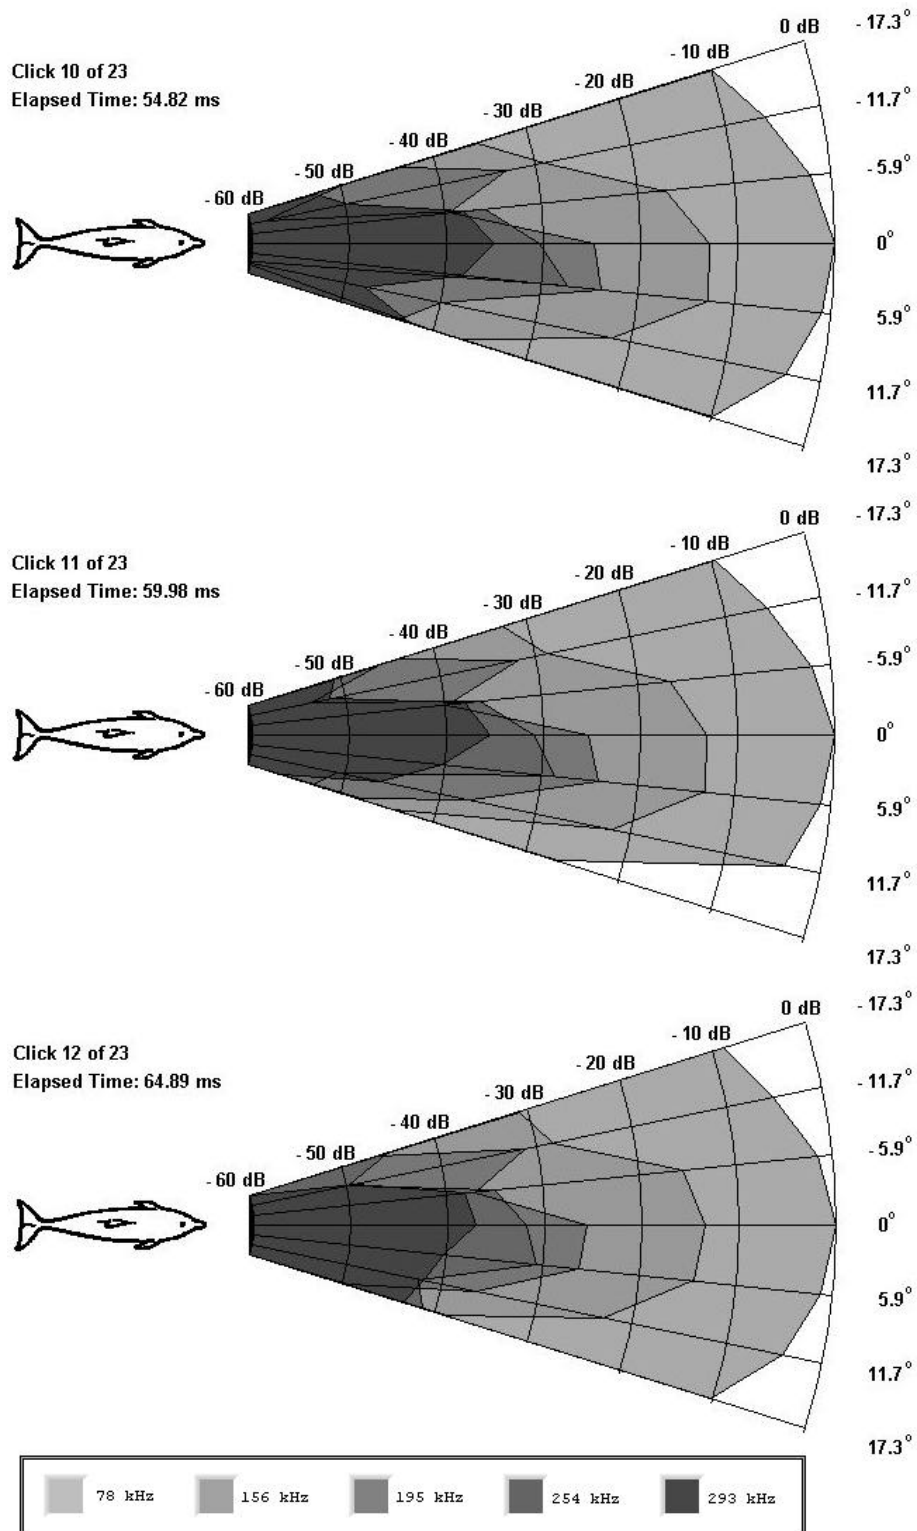 Click 10 of 23
Elapsed Time: 54.82 ms
- 60 dB
- 50 dB
- 40 dB
- 30 dB
- 20 dB
- 10 dB
0 dB
- 17.3°
- 11.7°
- 5.9°
0°
5.9°
11.7°
17.3°
Click 11 of 23
Elapsed Time: 59.98 ms
- 60 dB
- 50 dB
- 40 dB
- 30 dB
- 20 dB
- 10 dB
0 dB
- 17.3°
- 11.7°
- 5.9°
0°
5.9°
11.7°
17.3°
Click 12 of 23
Elapsed Time: 64.89 ms
- 60 dB
- 50 dB
- 40 dB
- 30 dB
- 20 dB
- 10 dB
0 dB
- 17.3°
- 11.7°
- 5.9°
0°
5.9°
11.7°
17.3°
78 kHz 156 kHz 195 kHz 254 kHz 293 kHz